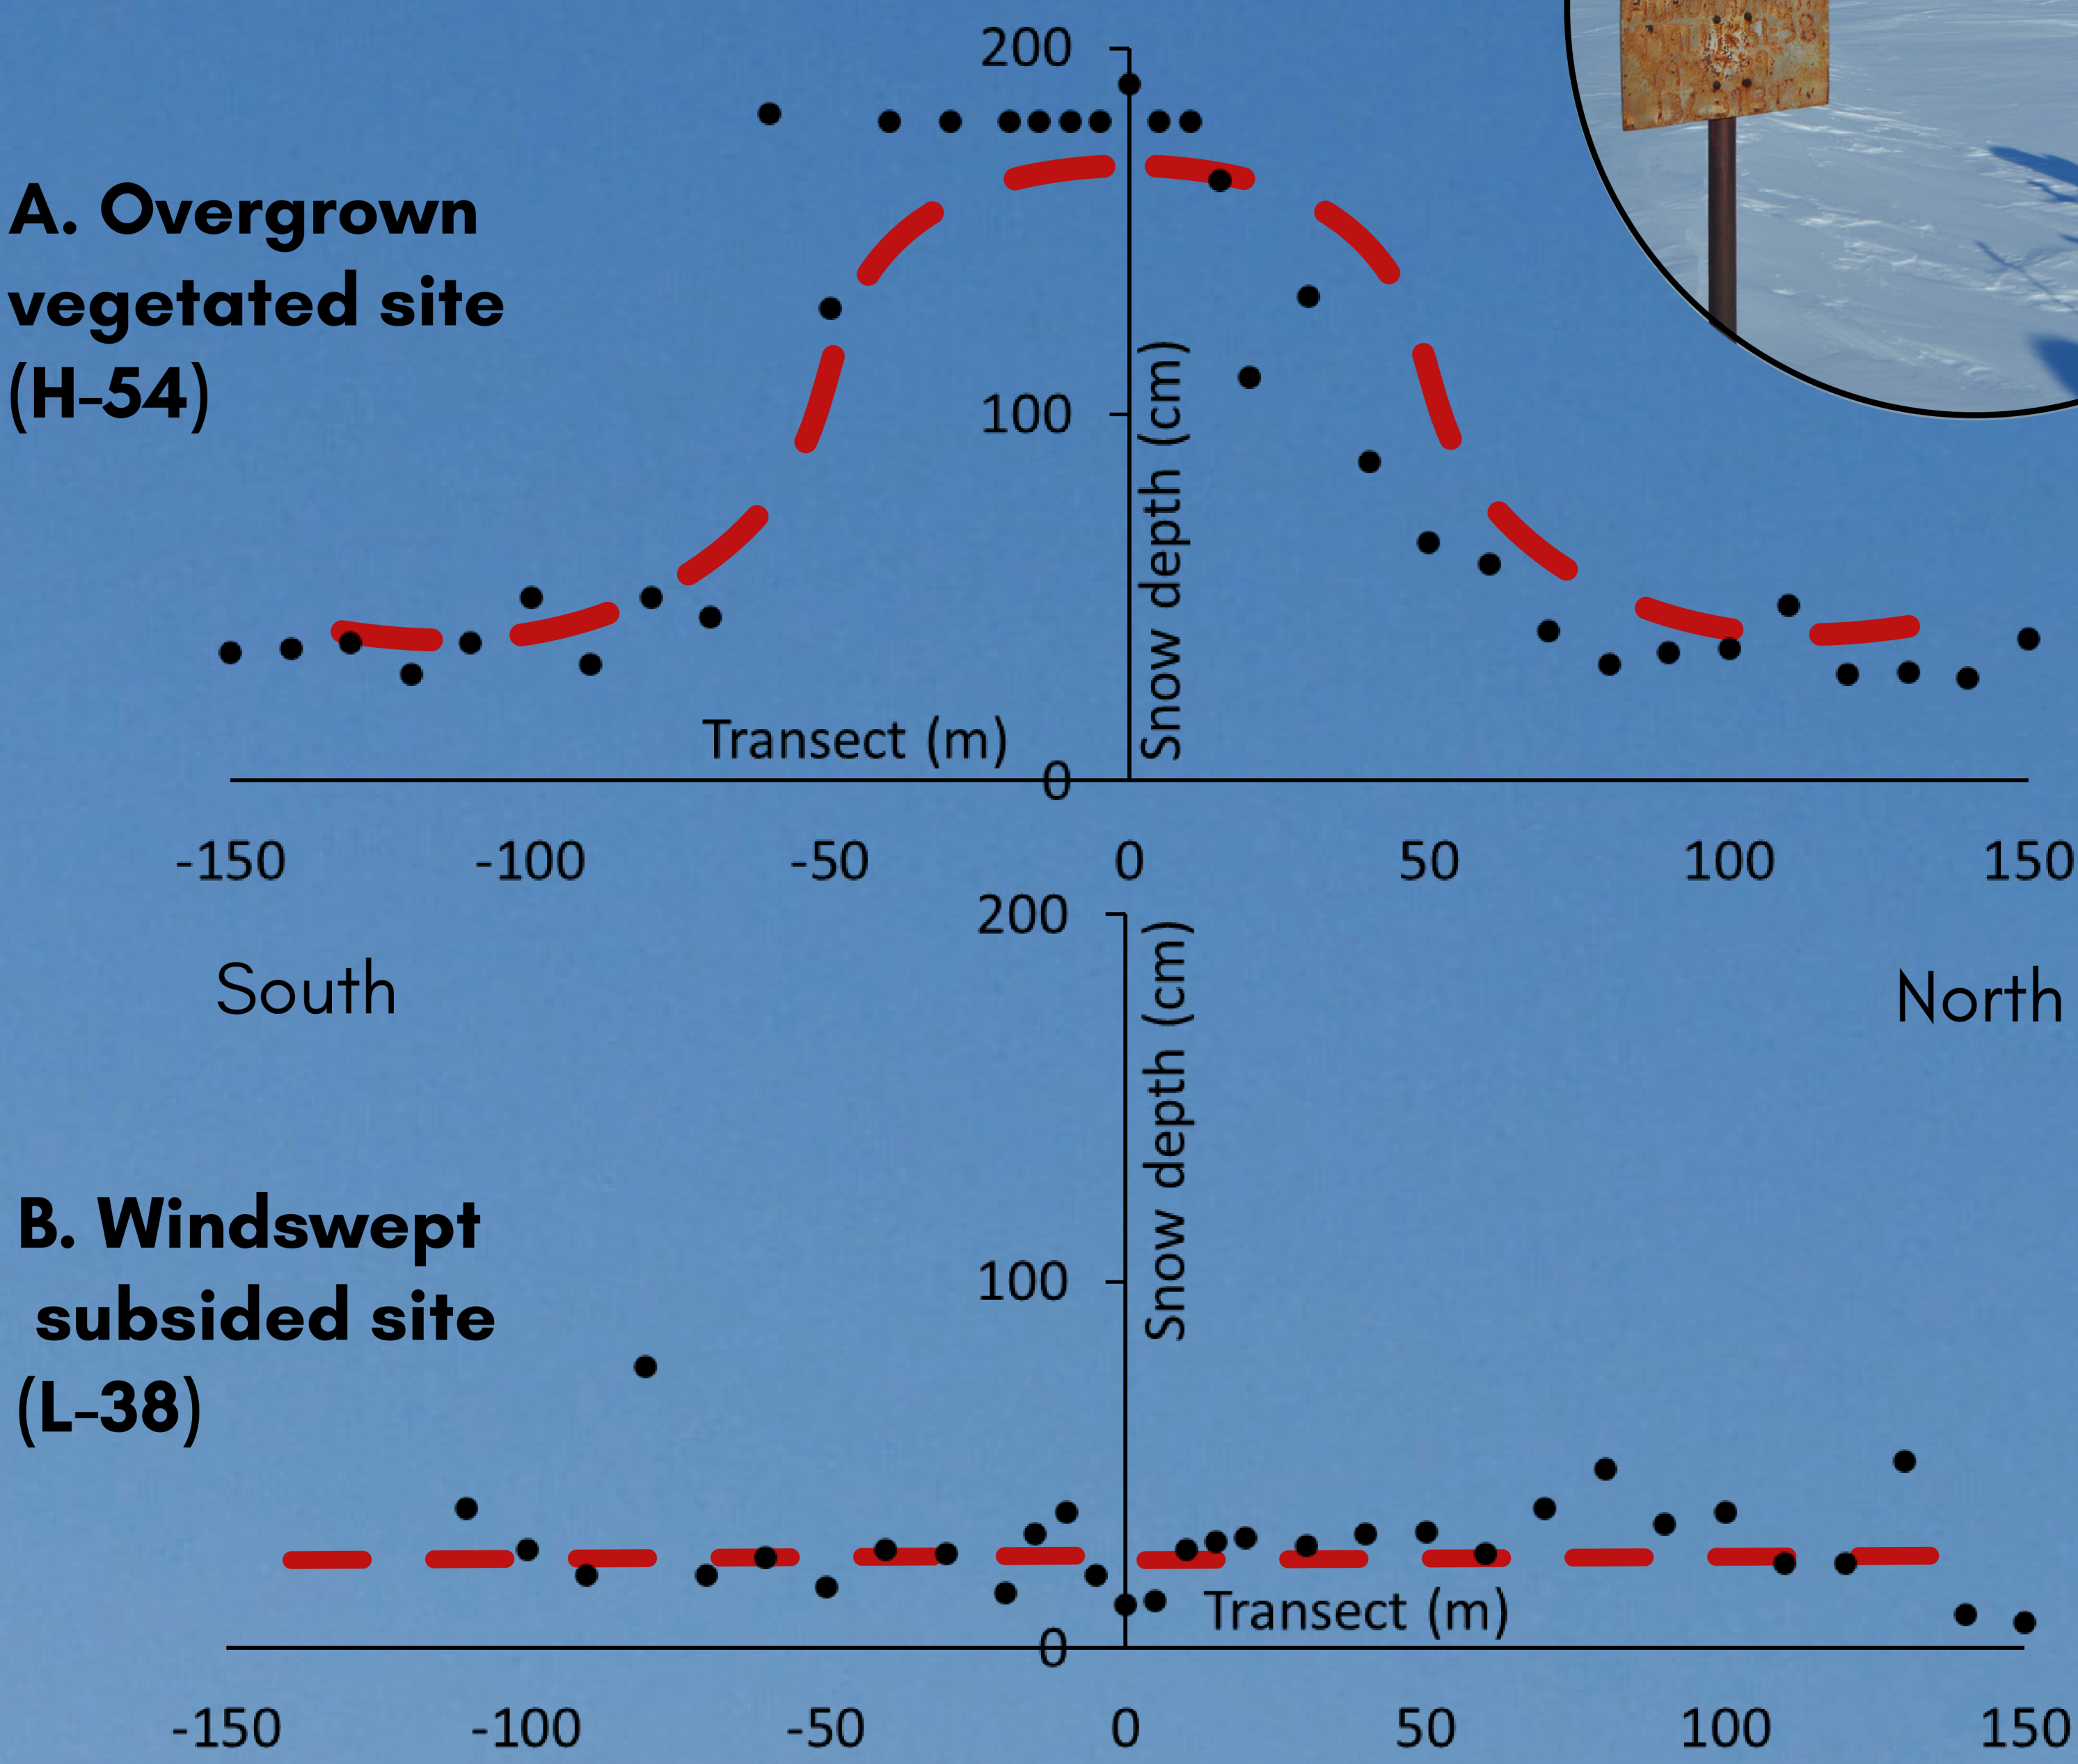 200
A. Overgrown
vegetated site
(H-54)
100
Snow depth (cm)
Transect (m)
0
-150 -100 -50 0 50 100 150
200
South
North
Snow depth (cm)
B. Windswept
subsided site
(L-38)
100
Transect (m)
0
-150 -100 -50 0 50 100 150